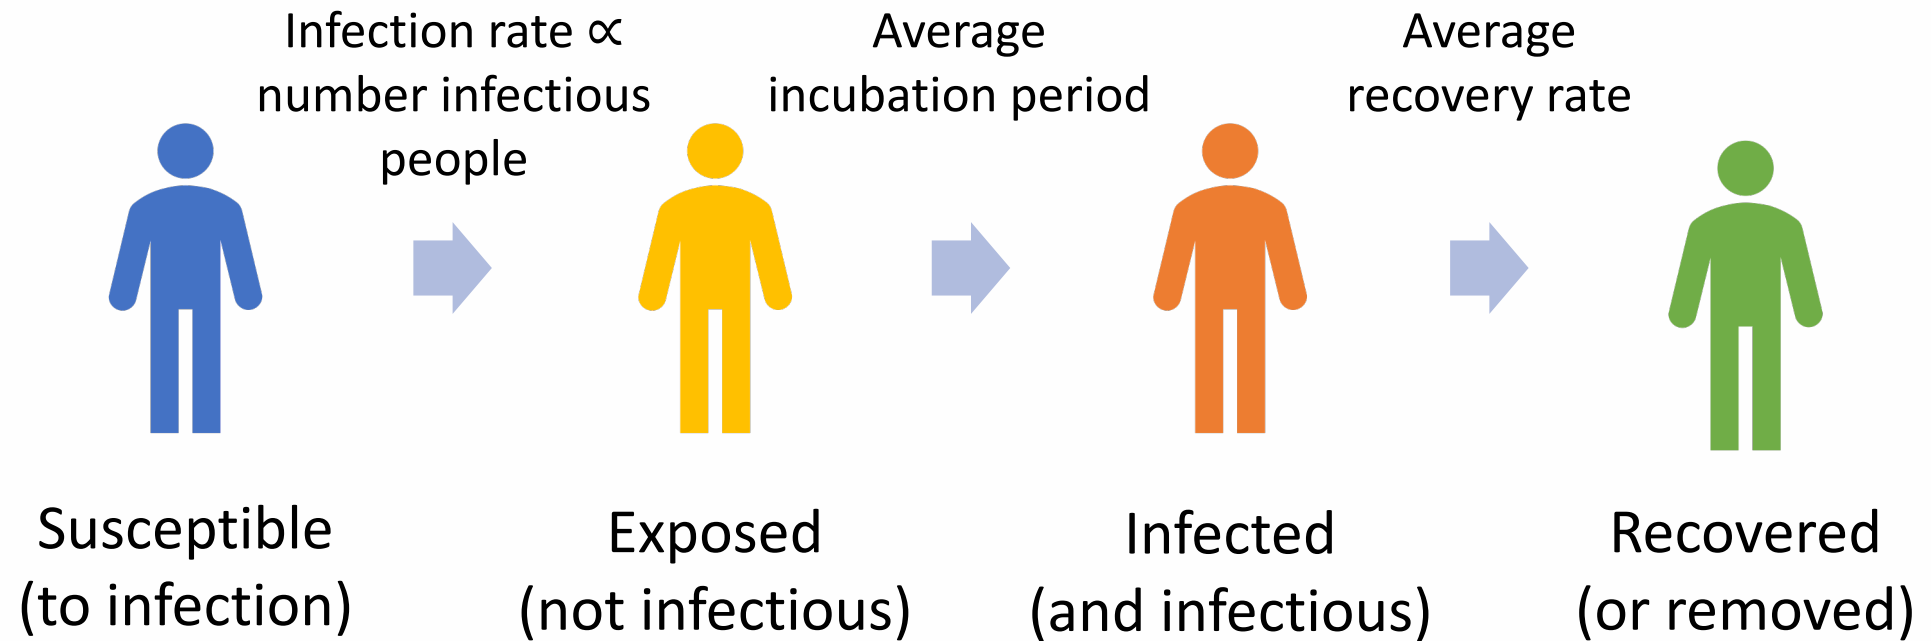 Infection rate ∝
number infectious
people
Average
incubation period
Average
recovery rate
Susceptible
(to infection)
Exposed
(not infectious)
Infected
(and infectious)
Recovered
(or removed)